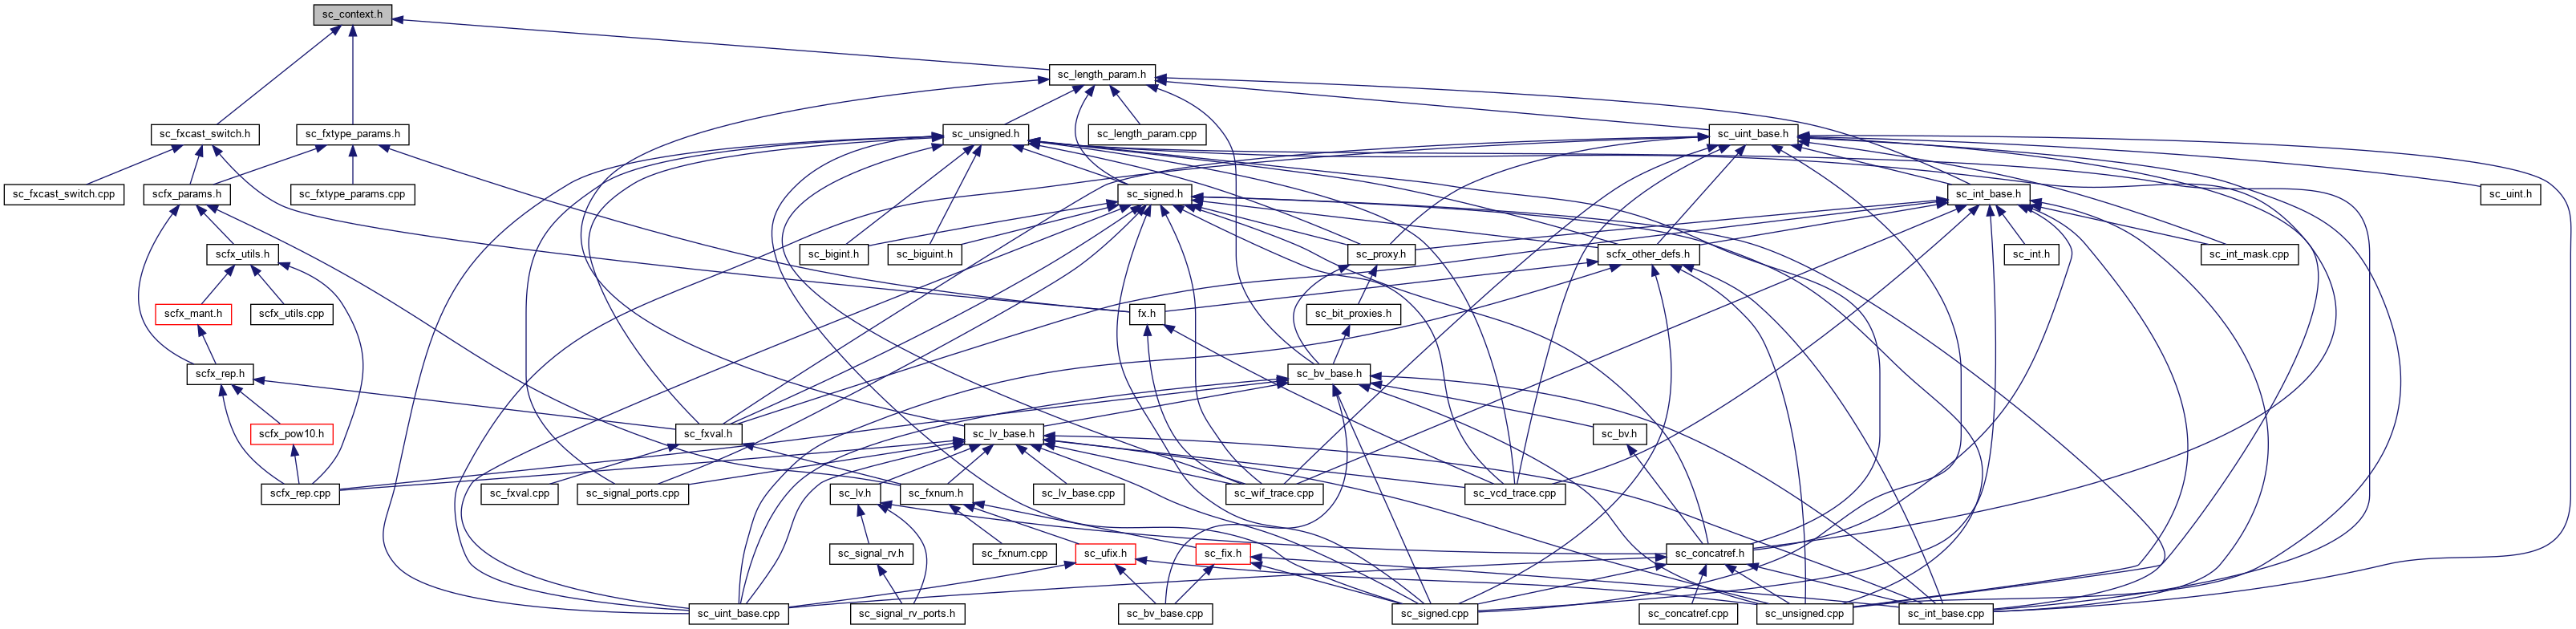 sc_context.h
sc_length_param.h
sc_fxcast_switch.h
sc_fxtype_params.h
sc_unsigned.h
sc_length_param.cpp
sc_uint_base.h
sc_fxcast_switch.cpp
scfx_params.h
sc_fxtype_params.cpp
sc_signed.h
sc_int_base.h
sc_uint.h
scfx_utils.h
sc_bigint.h
sc_biguint.h
sc_proxy.h
scfx_other_defs.h
sc_int.h
sc_int_mask.cpp
scfx_mant.h
scfx_utils.cpp
fx.h
sc_bit_proxies.h
scfx_rep.h
sc_bv_base.h
scfx_pow10.h
sc_fxval.h
sc_lv_base.h
sc_bv.h
scfx_rep.cpp
sc_fxval.cpp
sc_signal_ports.cpp
sc_lv.h
sc_fxnum.h
sc_lv_base.cpp
sc_wif_trace.cpp
sc_vcd_trace.cpp
sc_signal_rv.h
sc_fxnum.cpp
sc_ufix.h
sc_fix.h
sc_concatref.h
sc_uint_base.cpp
sc_signal_rv_ports.h
sc_bv_base.cpp
sc_signed.cpp
sc_concatref.cpp
sc_unsigned.cpp
sc_int_base.cpp